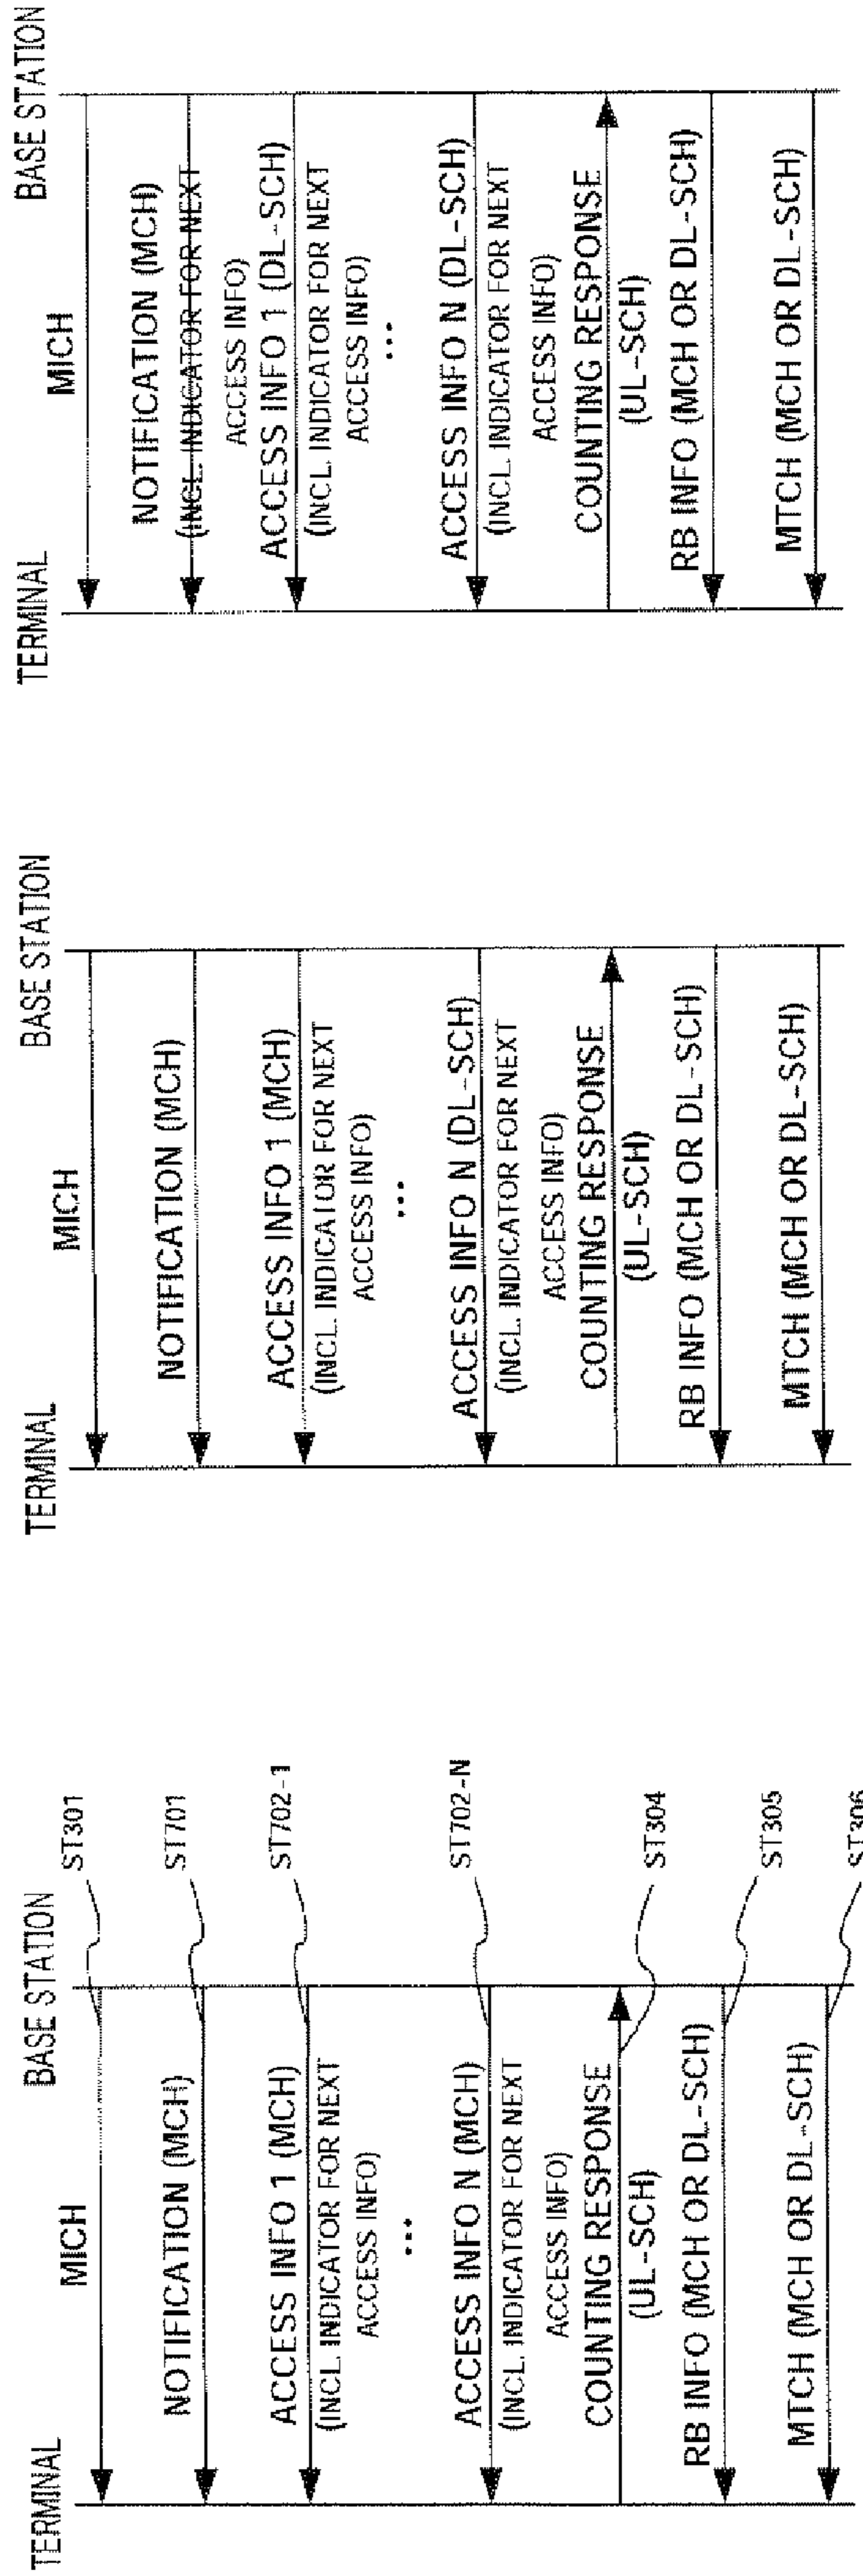 TERMINAL
BASE STATION
MICH
ST301
NOTIFICATION (MCH)
ST701
ACCESS INFO 1 (MCH)
ST702-1
(INCL. INDICATOR FOR NEXT
ACCESS INFO)
...
ACCESS INFO N (MCH)
ST702-N
(INCL. INDICATOR FOR NEXT
ACCESS INFO)
COUNTING RESPONSE
(UL-SCH)
ST304
RB INFO (MCH OR DL-SCH)
ST305
MTCH (MCH OR DL-SCH)
ST306
TERMINAL
BASE STATION
MICH
NOTIFICATION (MCH)
ACCESS INFO 1 (MCH)
(INCL. INDICATOR FOR NEXT
ACCESS INFO)
...
ACCESS INFO N (DL-SCH)
(INCL. INDICATOR FOR NEXT
ACCESS INFO)
COUNTING RESPONSE
(UL-SCH)
RB INFO (MCH OR DL-SCH)
MTCH (MCH OR DL-SCH)
TERMINAL
BASE STATION
MICH
NOTIFICATION (MCH)
(INCL. INDICATOR FOR NEXT
ACCESS INFO)
ACCESS INFO 1 (DL-SCH)
(INCL. INDICATOR FOR NEXT
ACCESS INFO)
...
ACCESS INFO N (DL-SCH)
(INCL. INDICATOR FOR NEXT
ACCESS INFO)
COUNTING RESPONSE
(UL-SCH)
RB INFO (MCH OR DL-SCH)
MTCH (MCH OR DL-SCH)